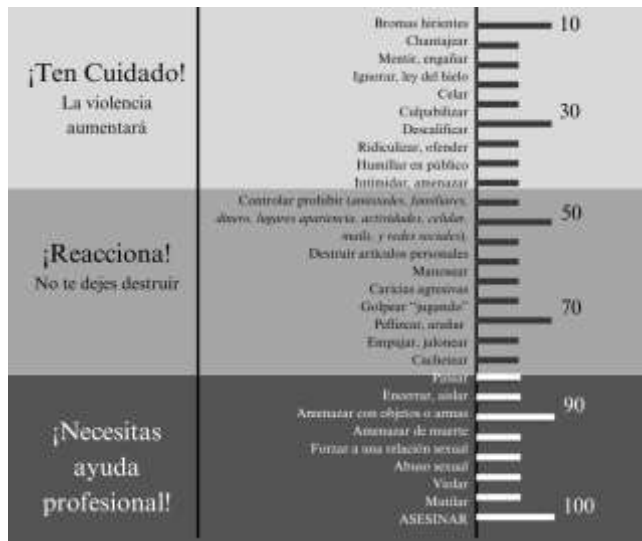 ¡Ten Cuidado!
La violencia
aumentará
Bromas hirientes
Chantajear
Mentir, engañar
Ignorar, ley del hielo
Celar
Culpabilizar
Descalificar
Ridiculizar, ofender
Humillar en público
Intimidar, amenazar
10
30
¡Reacciona!
No te dejes destruir
Controlar prohibir (amistades, familiares,
dinero, lugares apariencia, actividades, celular,
mails, y redes sociales),
Destruir artículos personales
Manosear
Caricias agresivas
Golpear "jugando"
Pellizcar, arañar
Empujar, jalonear
Cachetear
50
70
¡Necesitas
ayuda
profesional!
Patear
Encerrar, aislar
Amenazar con objetos o armas
Amenazar de muerte
Forzar a una relación sexual
Abuso sexual
Violar
Mutilar
ASESINAR
90
100